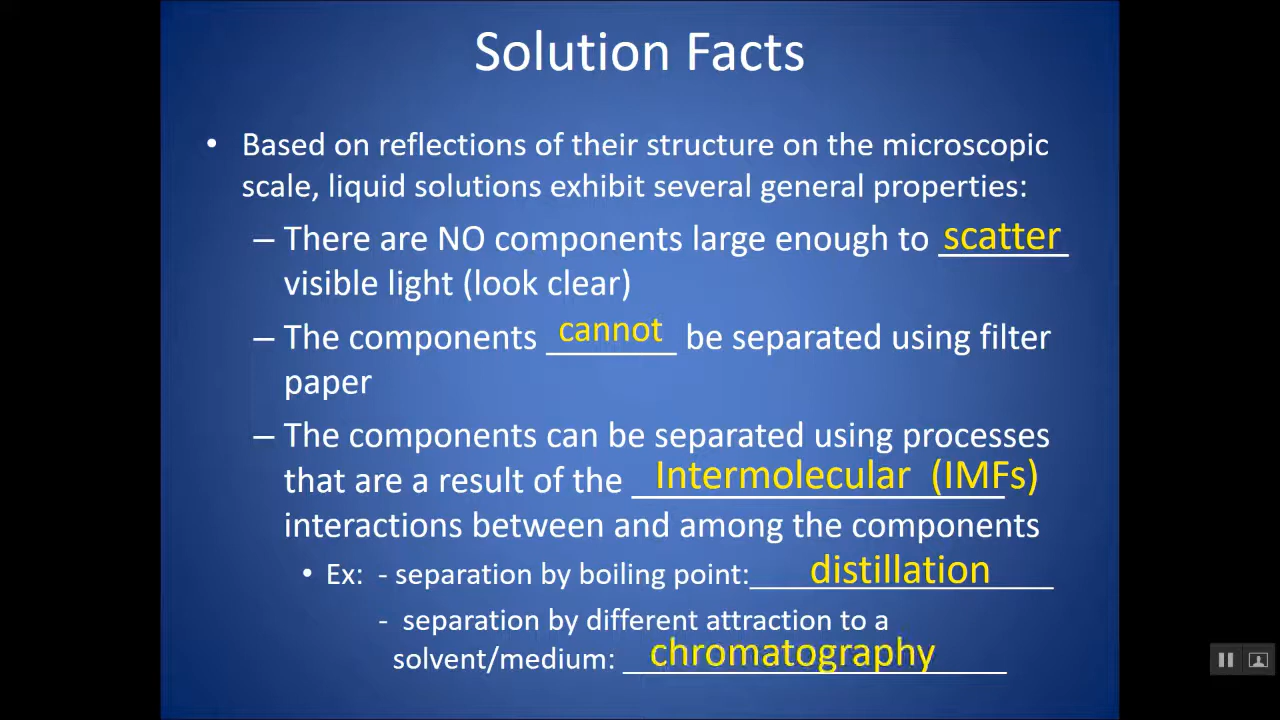 Solution Facts
• Based on reflections of their structure on the microscopic
scale, liquid solutions exhibit several general properties:
– There are NO components large enough to scatter
visible light (look clear)
– The components cannot be separated using filter
paper
– The components can be separated using processes
that are a result of the Intermolecular (IMFs)
interactions between and among the components
• Ex: - separation by boiling point: distillation
- separation by different attraction to a
solvent/medium: chromatography